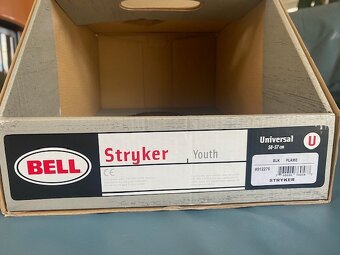 BELL
Stryker Youth
CE
Universal
50-57 cm
U
BLK FLAME
STRYKER